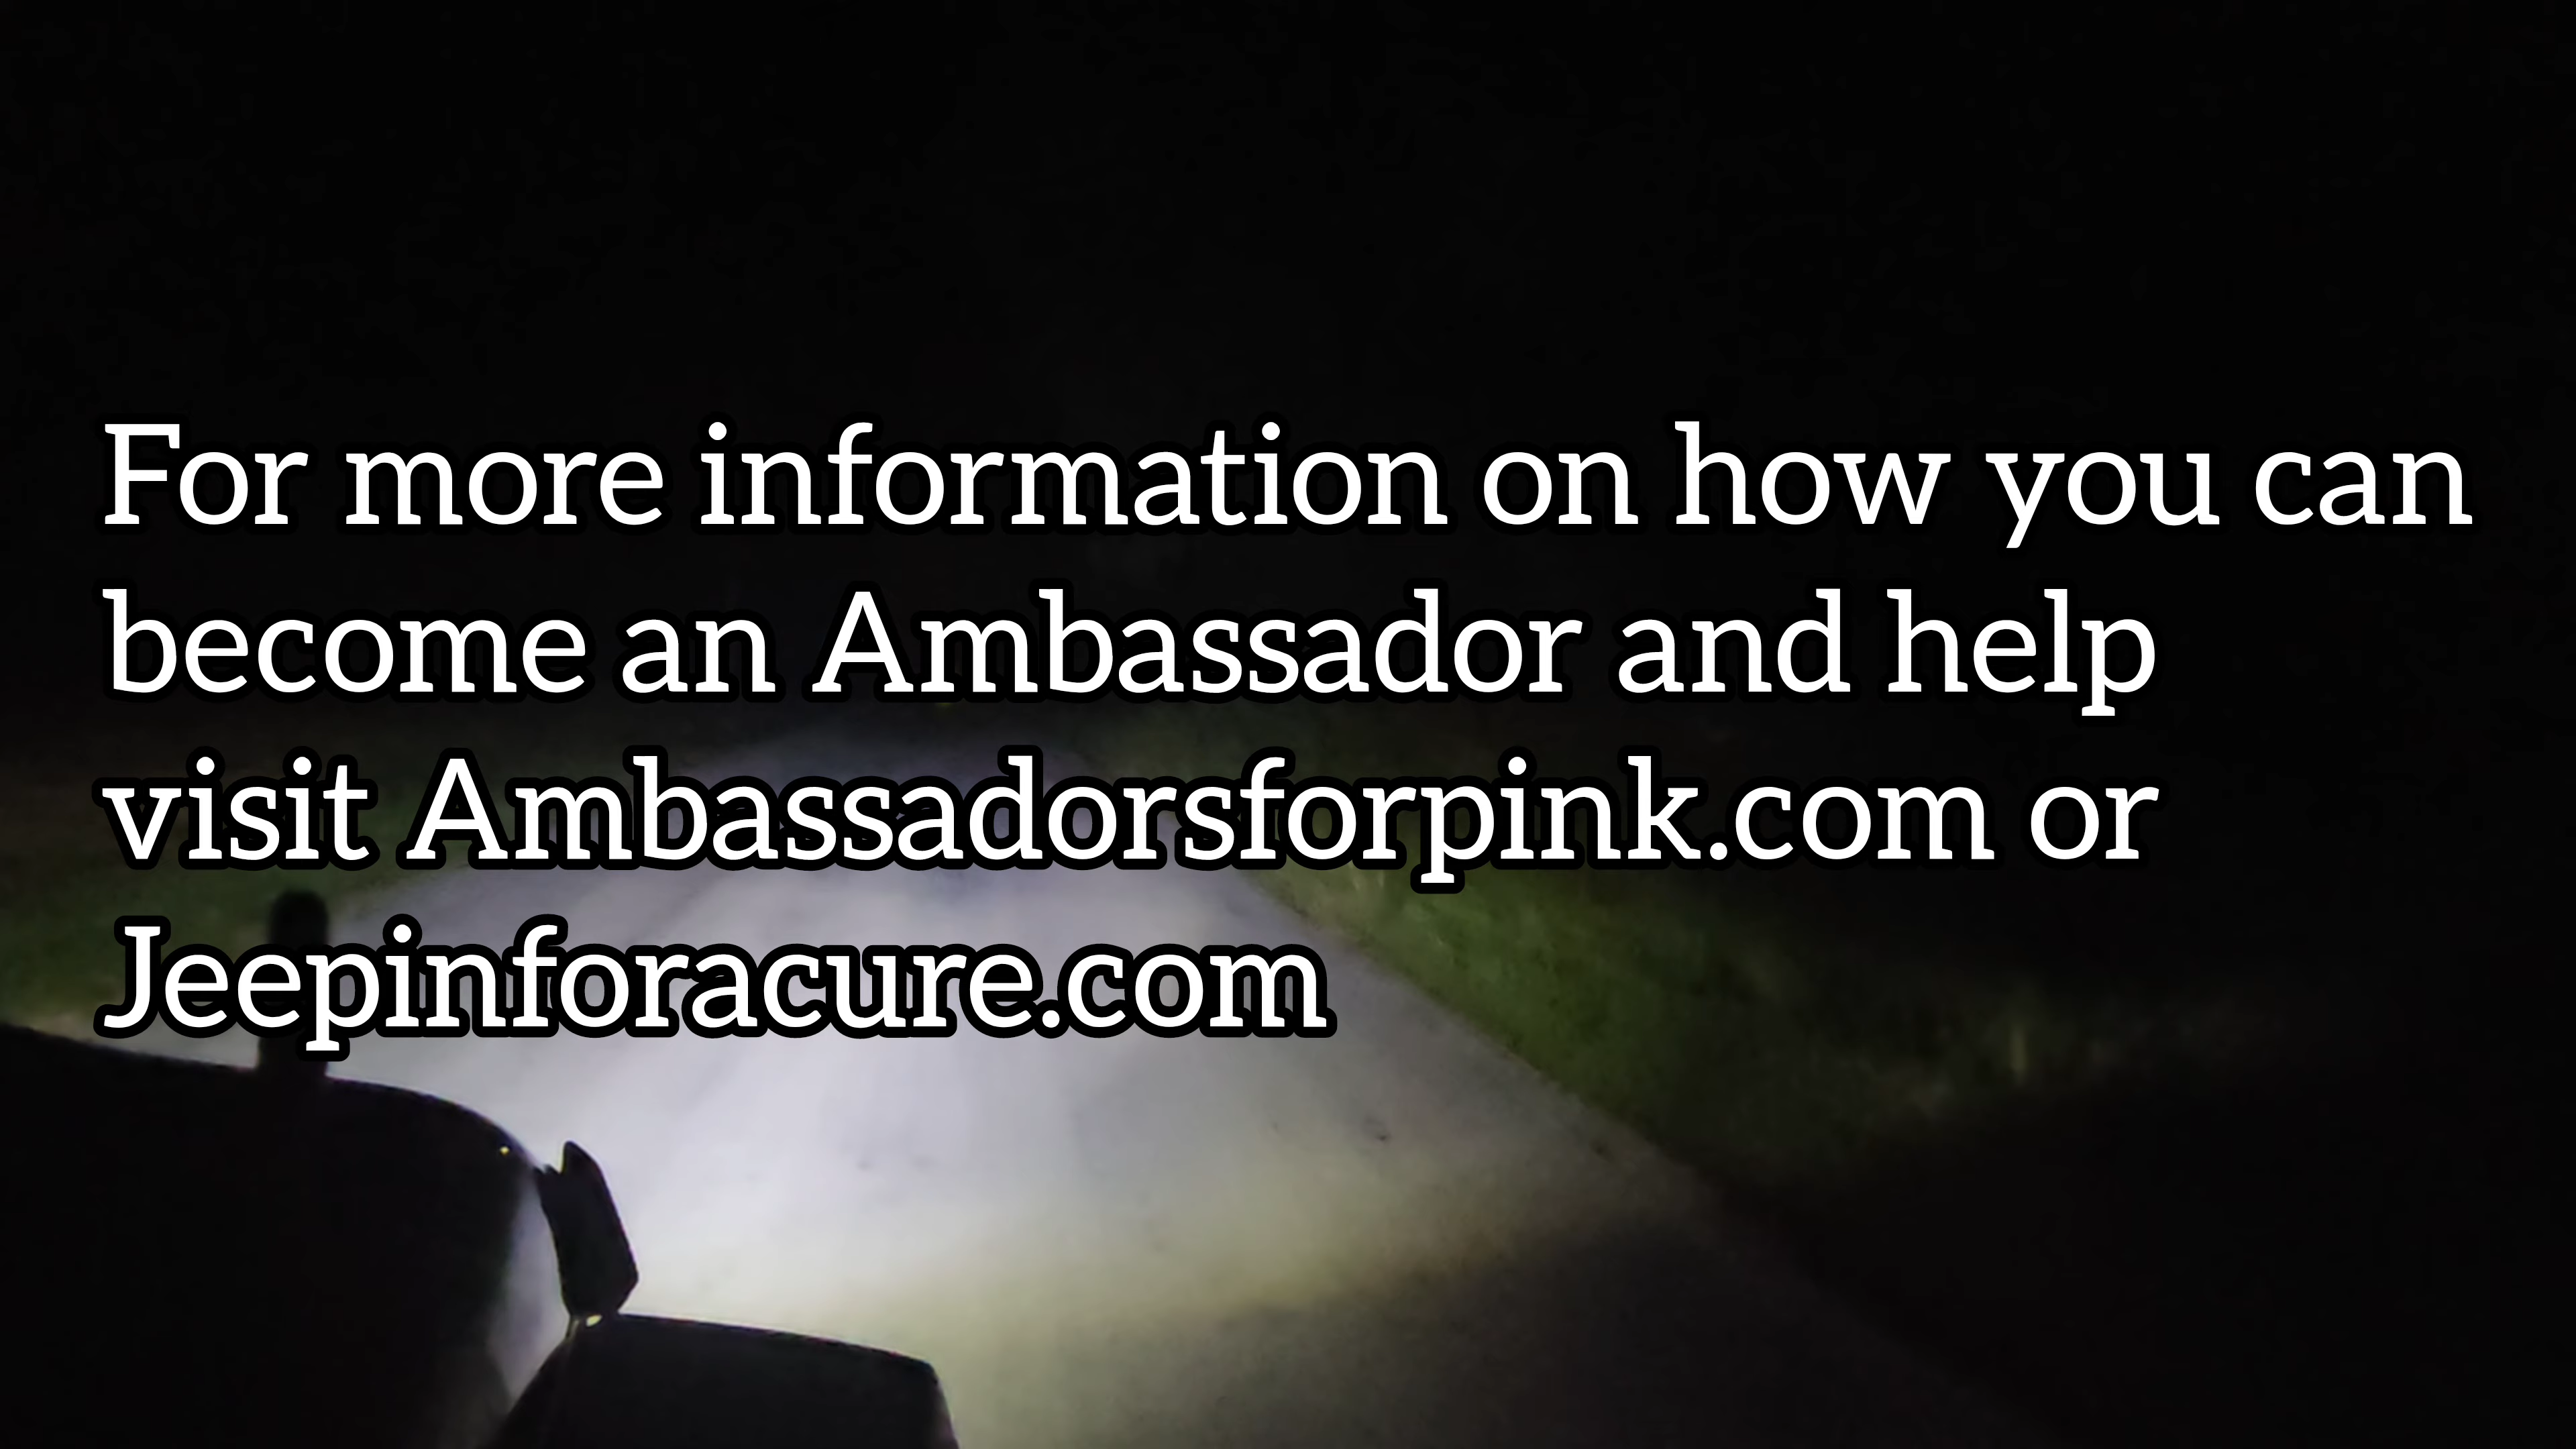 For more information on how you can
become an Ambassador and help
visit Ambassadorsforpink.com or
Jeepinforacure.com